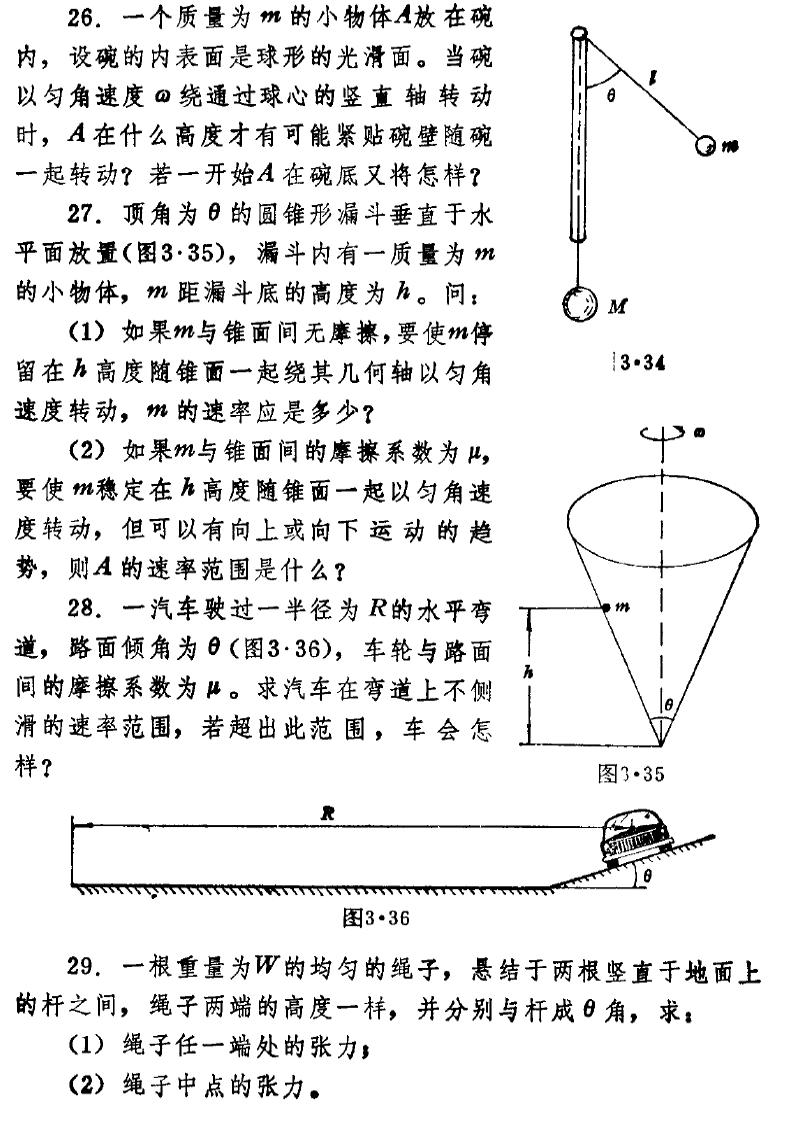 26. 一个质量为 m 的小物体A放在碗
内，设碗的内表面是球形的光滑面。当碗
以匀角速度 ω 绕通过球心的竖直轴转动
时，A在什么高度才有可能紧贴碗壁随碗
一起转动？若一开始A在碗底又将怎样？
27. 顶角为 θ 的圆锥形漏斗垂直于水
平面放置(图3·35)，漏斗内有一质量为 m
的小物体，m 距漏斗底的高度为 h。问：
(1) 如果m与锥面间无摩擦，要使m停
留在 h 高度随锥面一起绕其几何轴以匀角
速度转动，m 的速率应是多少？
(2) 如果m与锥面间的摩擦系数为 μ，
要使 m稳定在 h 高度随锥面一起以匀角速
度转动，但可以有向上或向下运动的趋
势，则A 的速率范围是什么？
28. 一汽车驶过一半径为 R的水平弯
道，路面倾角为 θ(图3·36)，车轮与路面
间的摩擦系数为 μ。求汽车在弯道上不侧
滑的速率范围，若超出此范围，车会怎
样？
l
θ
m
M
3·34
ω
m
h
θ
图3·35
R
θ
图3·36
29. 一根重量为W的均匀的绳子，悬结于两根竖直于地面上
的杆之间，绳子两端的高度一样，并分别与杆成 θ 角，求：
(1) 绳子任一端处的张力；
(2) 绳子中点的张力。